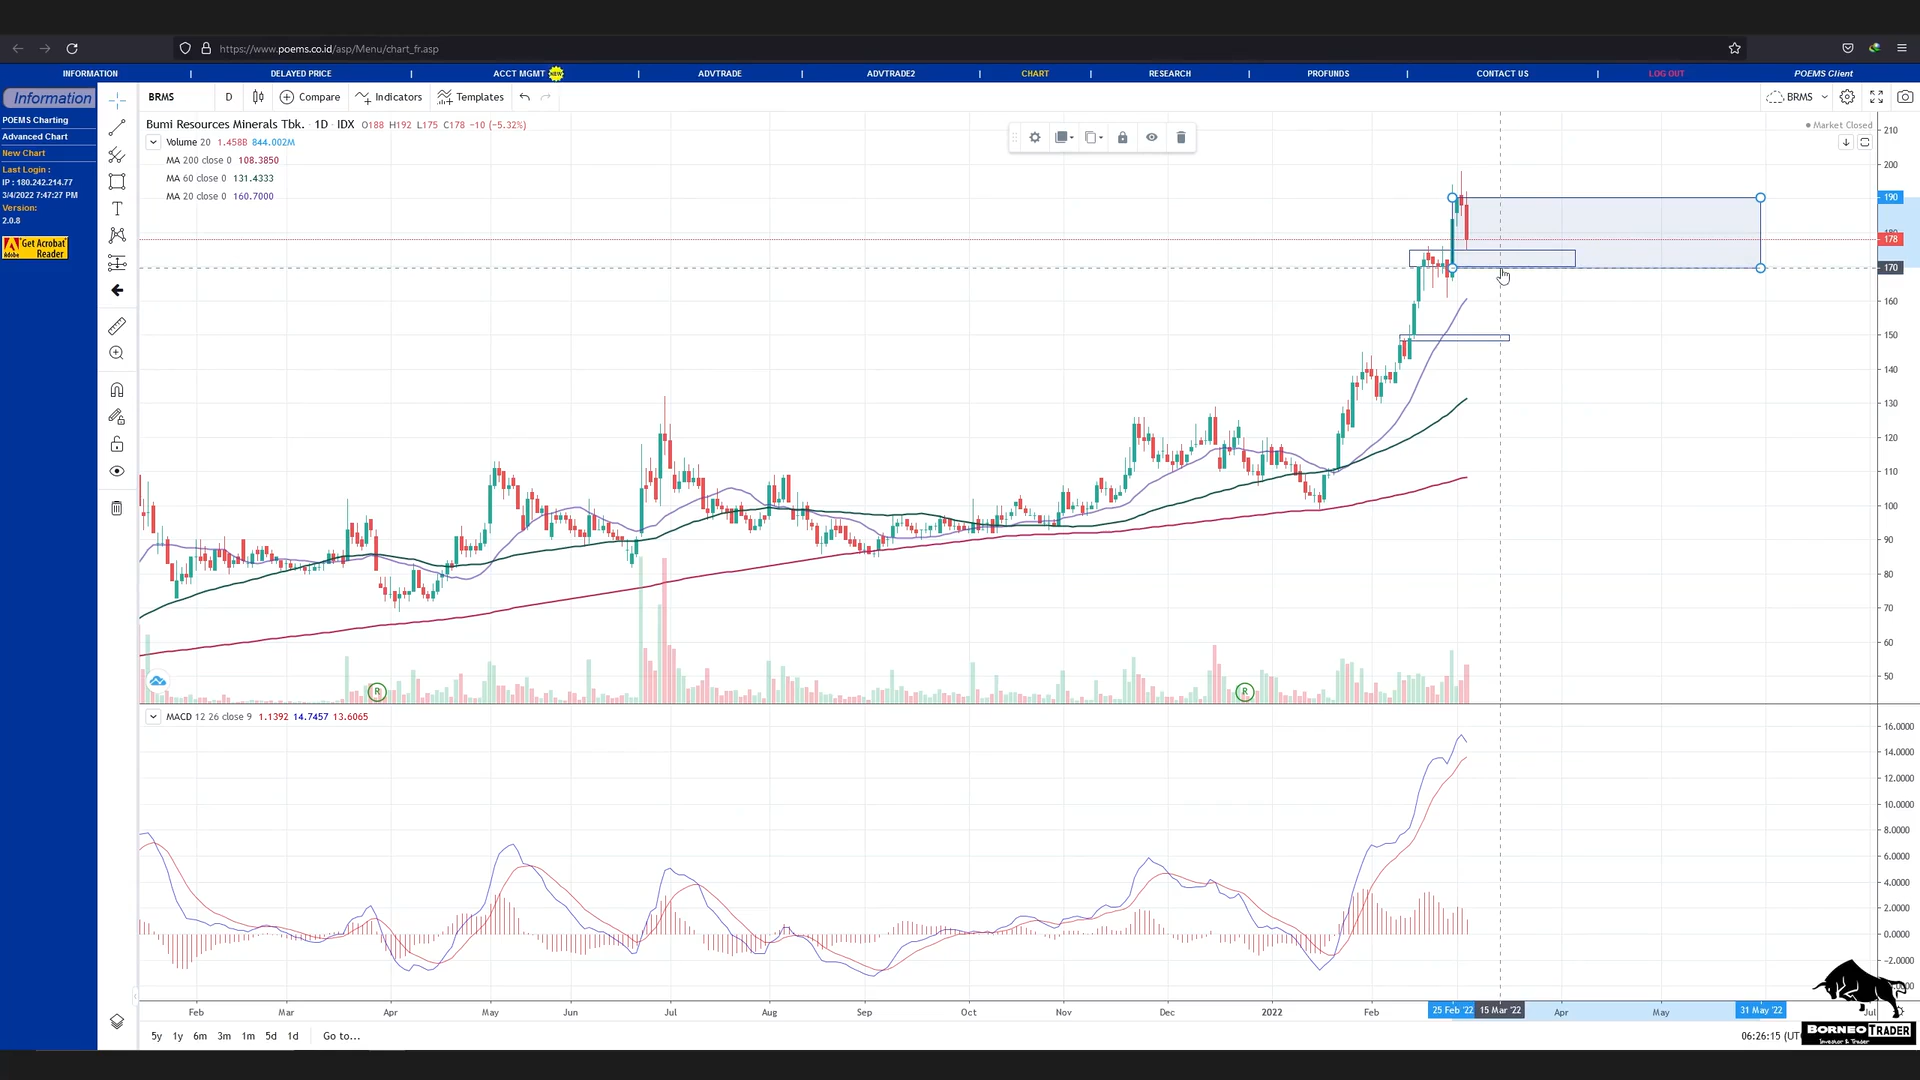 https://www.poems.co.id/asp/Menu/chart_fr.asp
INFORMATION | DELAYED PRICE | ACCT MGMT NEW | ADVTRADE | ADVTRADE2 | CHART | RESEARCH | PROFUNDS | CONTACT US | LOG OUT POEMS Client
Information
POEMS Charting
Advanced Chart
New Chart
Last Login :
IP : 180.242.214.77
3/4/2022 7:47:27 PM
Version:
2.0.8
Get Acrobat
Adobe Reader
BRMS D Compare Indicators Templates BRMS
Bumi Resources Minerals Tbk. · 1D · IDX O188 H192 L175 C178 -10 (-5.32%)
Market Closed
Volume 20 1.458B 844.002M
MA 200 close 0 108.3850
MA 60 close 0 131.4333
MA 20 close 0 160.7000
210
200
190
178
170
160
150
140
130
120
110
100
90
80
70
60
50
R R
MACD 12 26 close 9 1.1392 14.7457 13.6065
16.0000
14.0000
12.0000
10.0000
8.0000
6.0000
4.0000
2.0000
0.0000
-2.0000
Feb Mar Apr May Jun Jul Aug Sep Oct Nov Dec 2022 Feb 25 Feb '22 15 Mar '22 Apr May 31 May '22 Jul
5y 1y 6m 3m 1m 5d 1d Go to...
06:26:15 (UTC
BORNEO TRADER
Investor & Trader